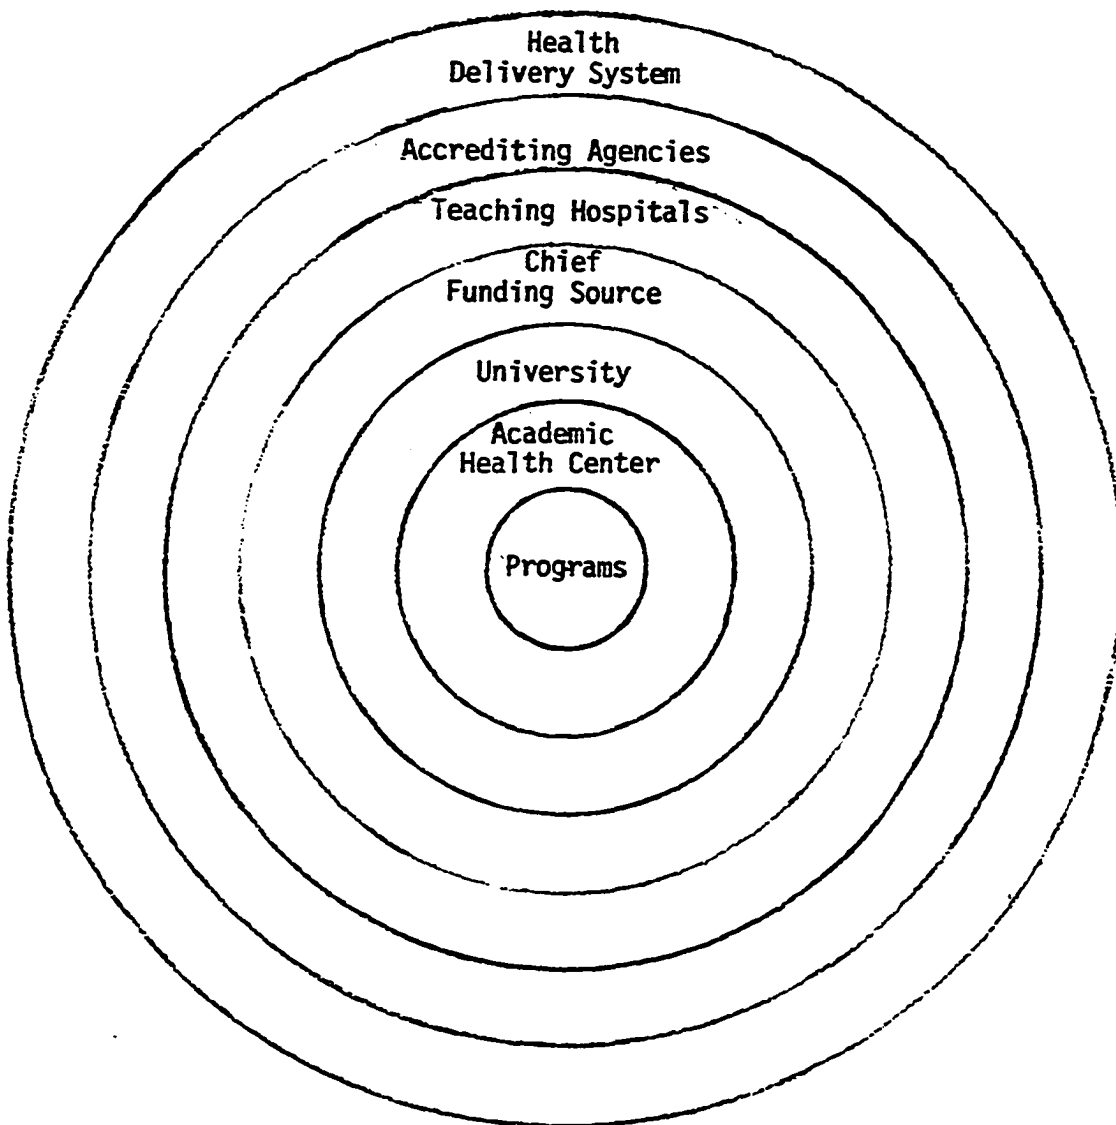 Health
Delivery System
Accrediting Agencies
Teaching Hospitals
Chief
Funding Source
University
Academic
Health Center
Programs